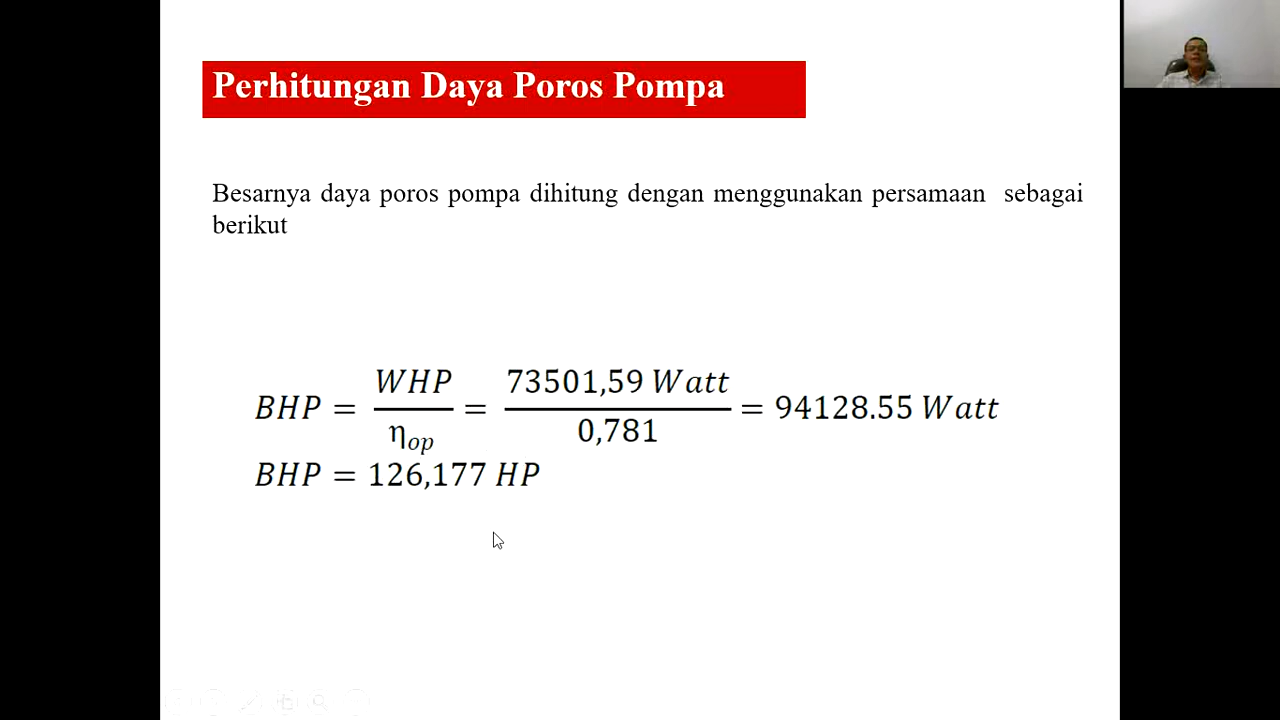 Perhitungan Daya Poros Pompa
Besarnya daya poros pompa dihitung dengan menggunakan persamaan sebagai
berikut
BHP = WHP / η_op = 73501,59 Watt / 0,781 = 94128.55 Watt
BHP = 126,177 HP